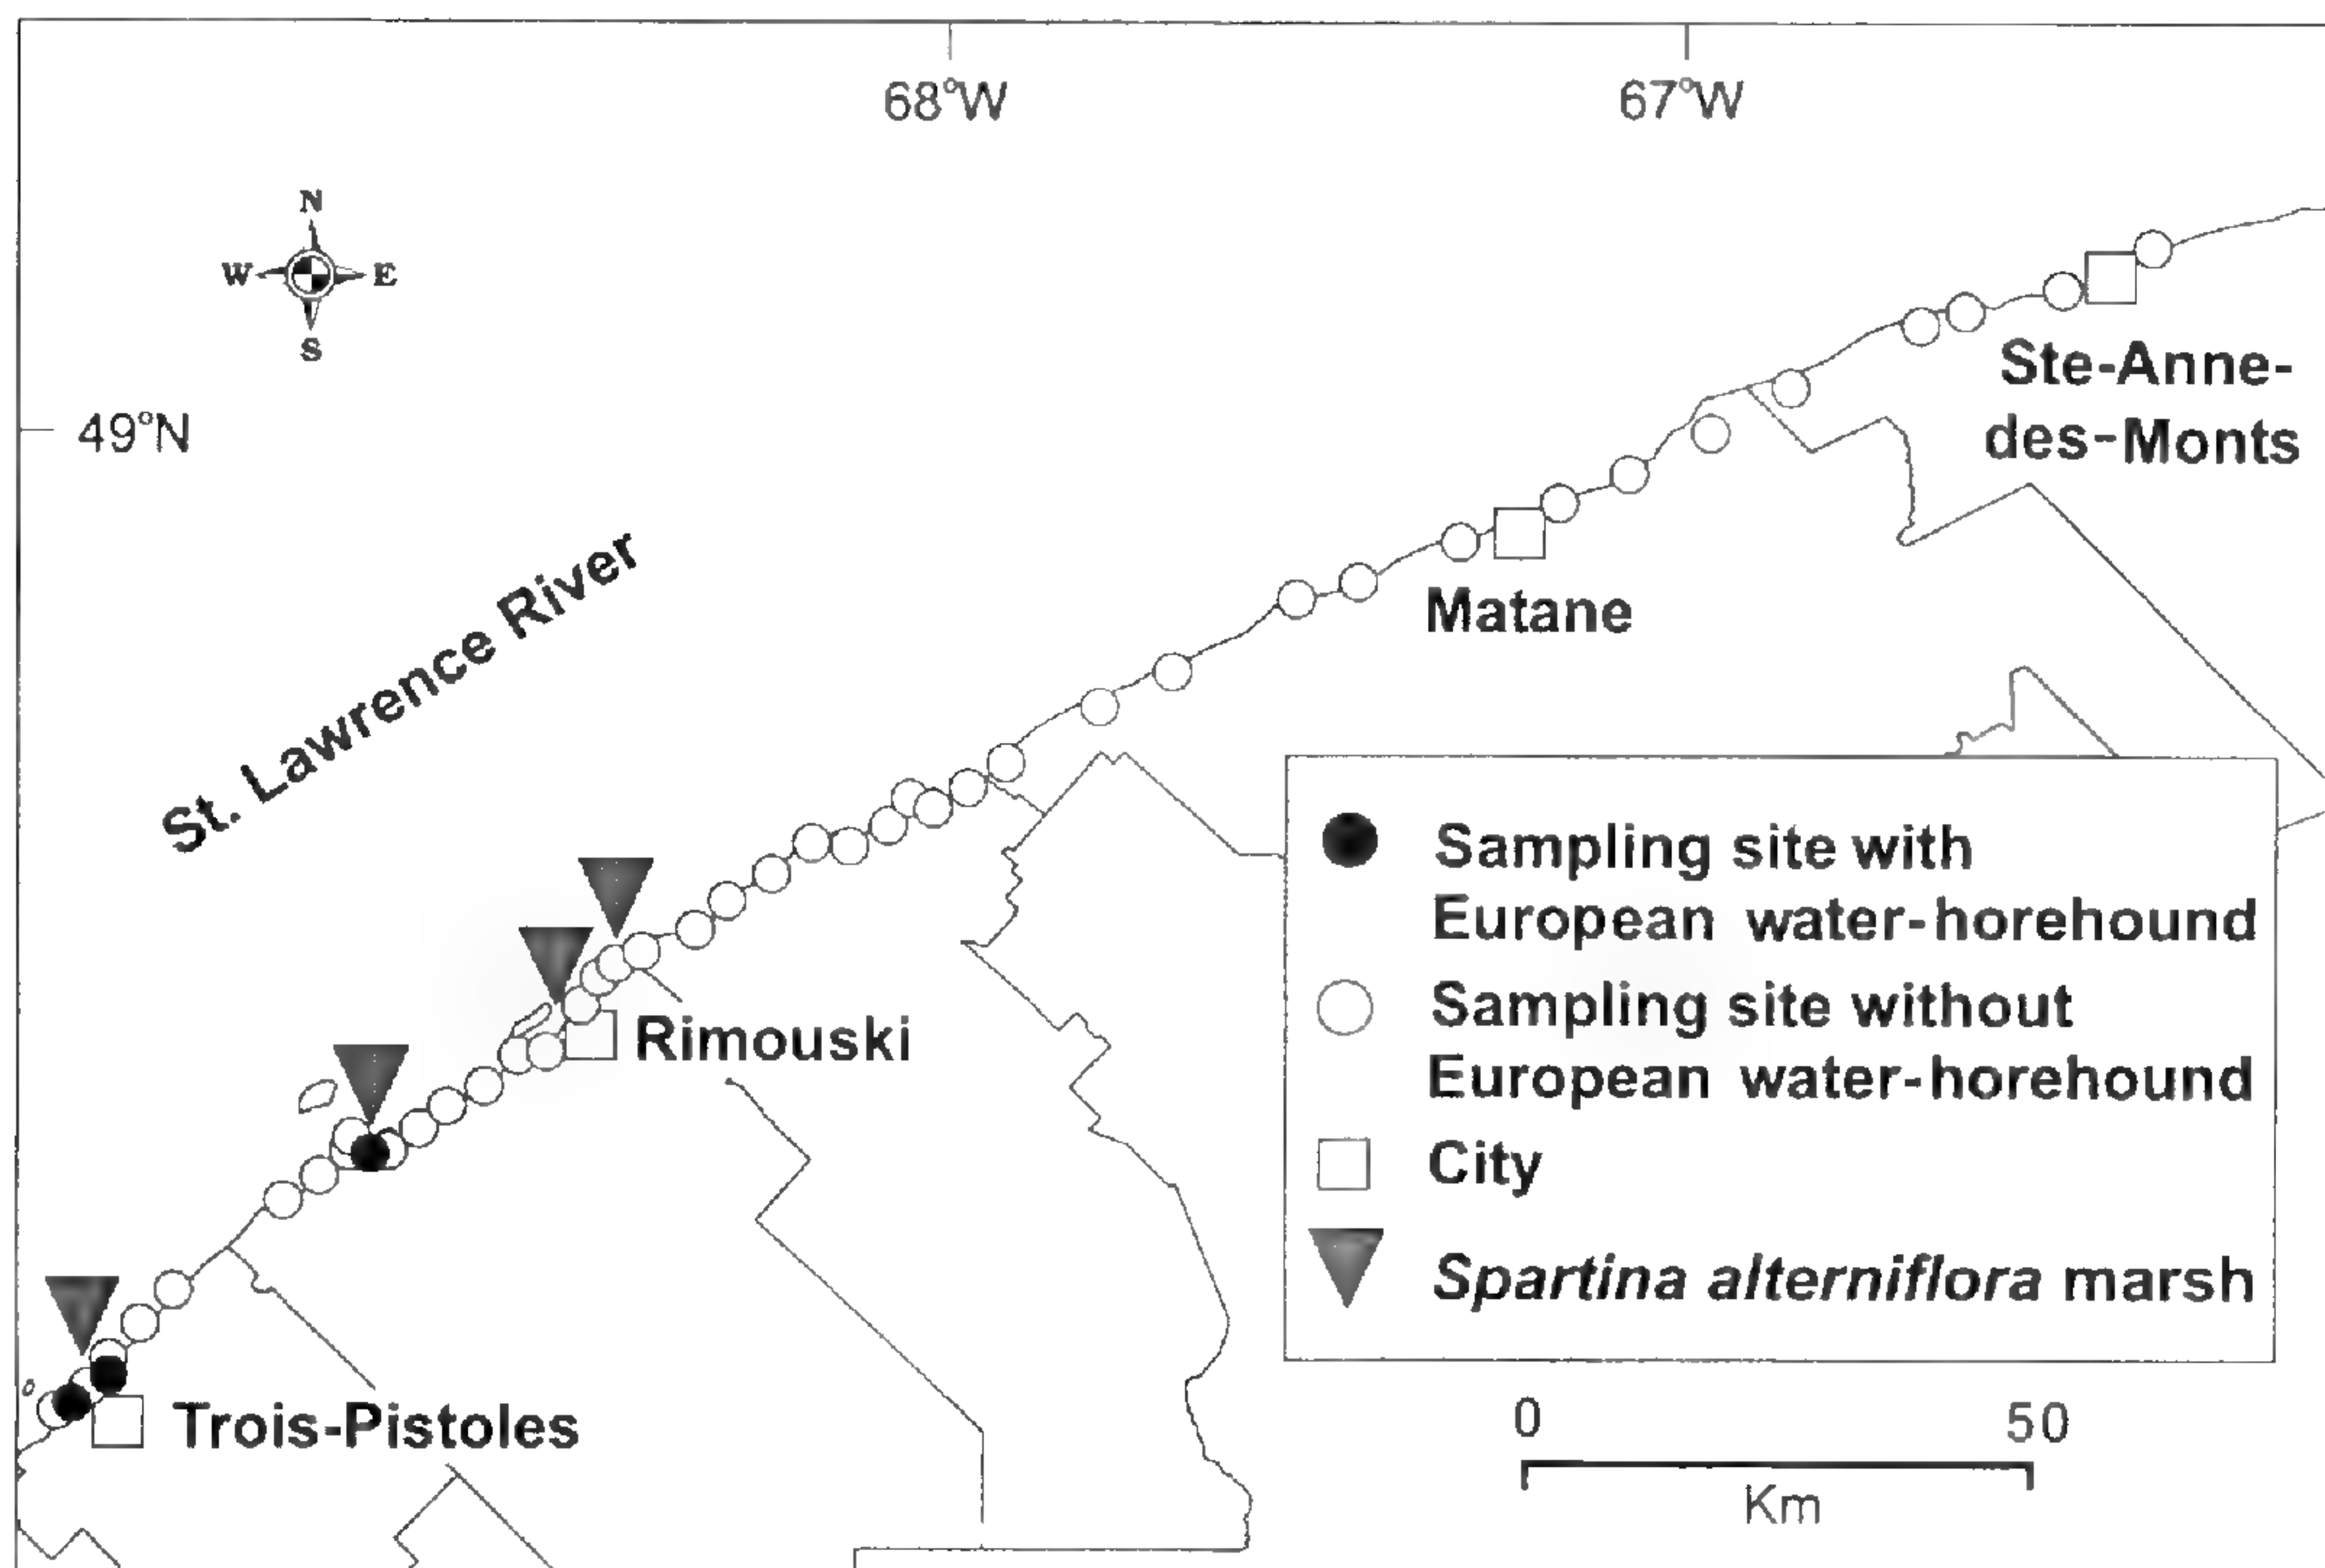 68°W
67°W
N
W
E
S
49°N
Ste-Anne-
des-Monts
St. Lawrence River
Matane
Rimouski
Trois-Pistoles
Sampling site with
European water-horehound
Sampling site without
European water-horehound
City
Spartina alterniflora marsh
0
50
Km